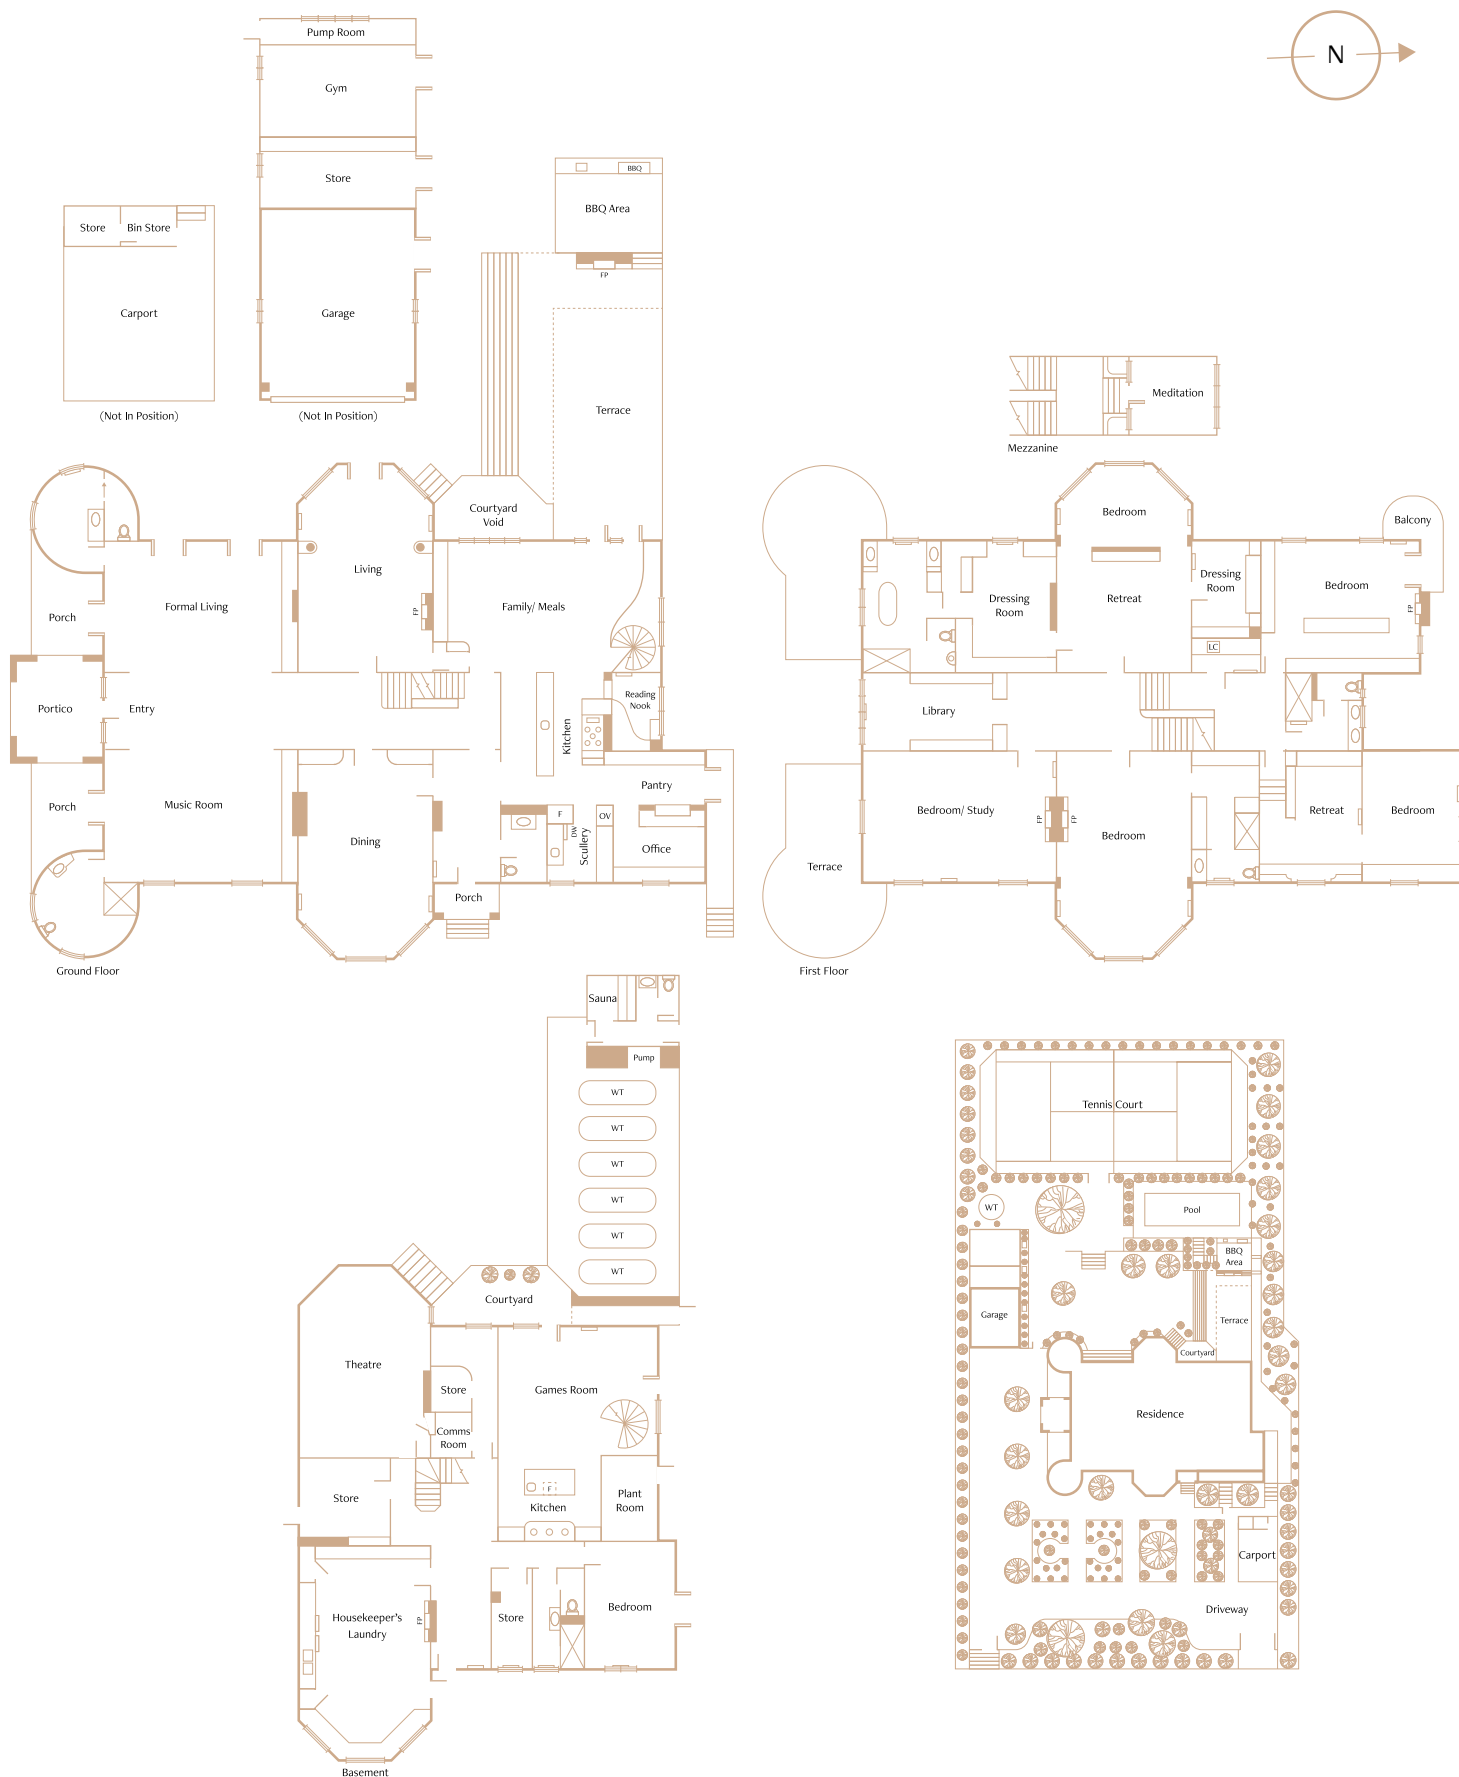 Pump Room
N
Gym
BBQ
Store
BBQ Area
Store
Bin Store
FP
Carport
Garage
Meditation
Terrace
(Not In Position)
(Not In Position)
Mezzanine
Courtyard
Void
Bedroom
Balcony
Living
Dressing
Room
Bedroom
Formal Living
Family/ Meals
Dressing
Room
Retreat
FP
FP
Porch
LC
Reading
Nook
Portico
Entry
Library
Kitchen
Pantry
Porch
Music Room
Bedroom/ Study
Retreat
Bedroom
F
OV
DW
FP
FP
Scullery
Dining
Office
Bedroom
Terrace
Porch
Ground Floor
First Floor
Sauna
Pump
WT
WT
WT
WT
WT
WT
Tennis Court
WT
Pool
BBQ
Area
Courtyard
Garage
Terrace
Courtyard
Theatre
Store
Games Room
Residence
Comms
Room
F
Store
Kitchen
Plant
Room
Carport
Housekeeper's
Laundry
FP
Store
Bedroom
Driveway
Basement